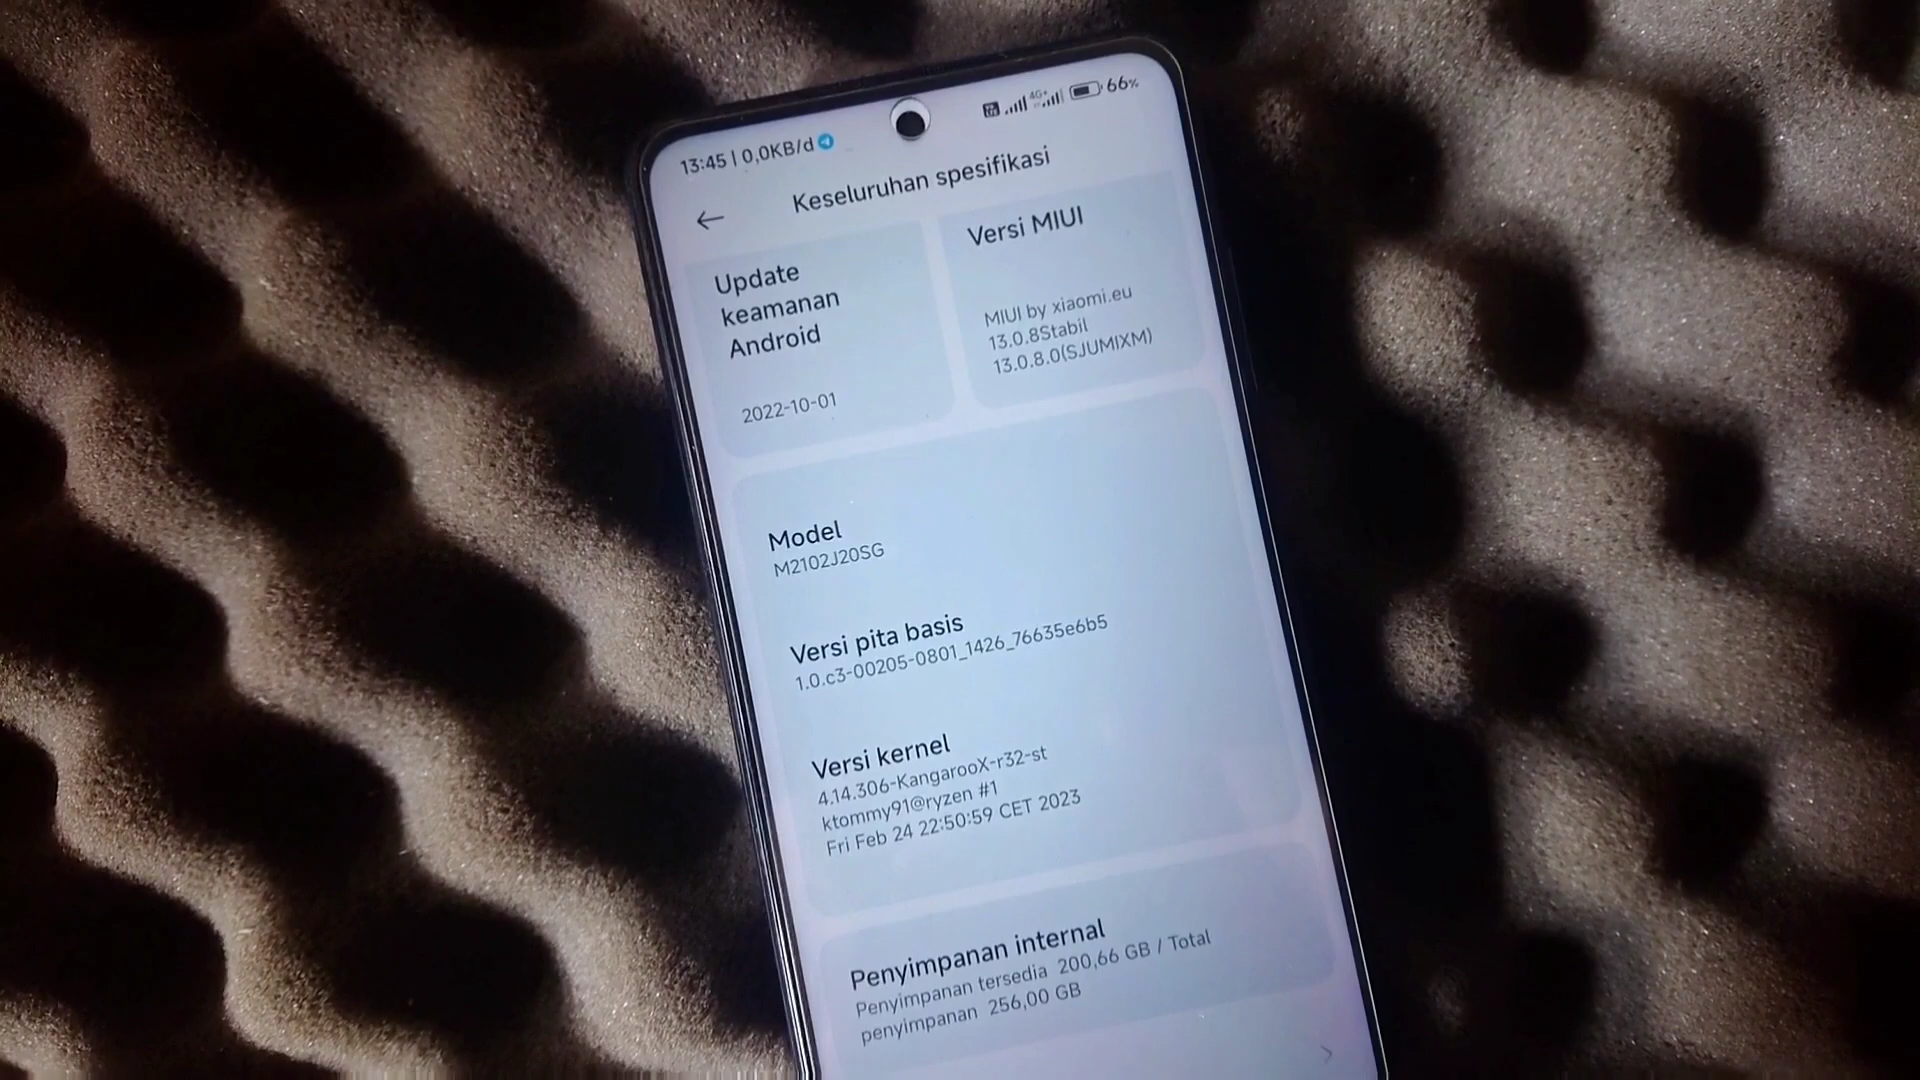 13:45 | 0,0KB/d
4G+
66%
Keseluruhan spesifikasi
Update
keamanan
Android
2022-10-01
Versi MIUI
MIUI by xiaomi.eu
13.0.8Stabil
13.0.8.0(SJUMIXM)
Model
M2102J20SG
Versi pita basis
1.0.c3-00205-0801_1426_76635e6b5
Versi kernel
4.14.306-KangarooX-r32-st
ktommy91@ryzen #1
Fri Feb 24 22:50:59 CET 2023
Penyimpanan internal
Penyimpanan tersedia 200,66 GB / Total
penyimpanan 256,00 GB